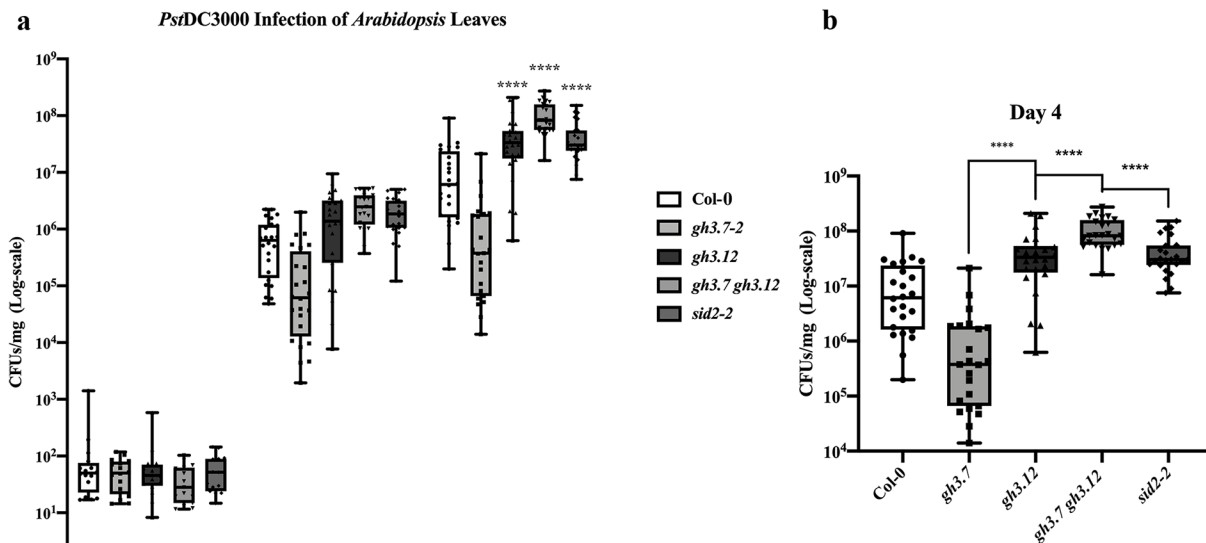 a
PstDC3000 Infection of Arabidopsis Leaves
CFUs/mg (Log-scale)
10⁹
10⁸
10⁷
10⁶
10⁵
10⁴
10³
10²
10¹
****
****
****
Col-0
gh3.7-2
gh3.12
gh3.7 gh3.12
sid2-2
b
Day 4
CFUs/mg (Log-scale)
10⁹
10⁸
10⁷
10⁶
10⁵
10⁴
****
****
****
Col-0
gh3.7
gh3.12
gh3.7 gh3.12
sid2-2